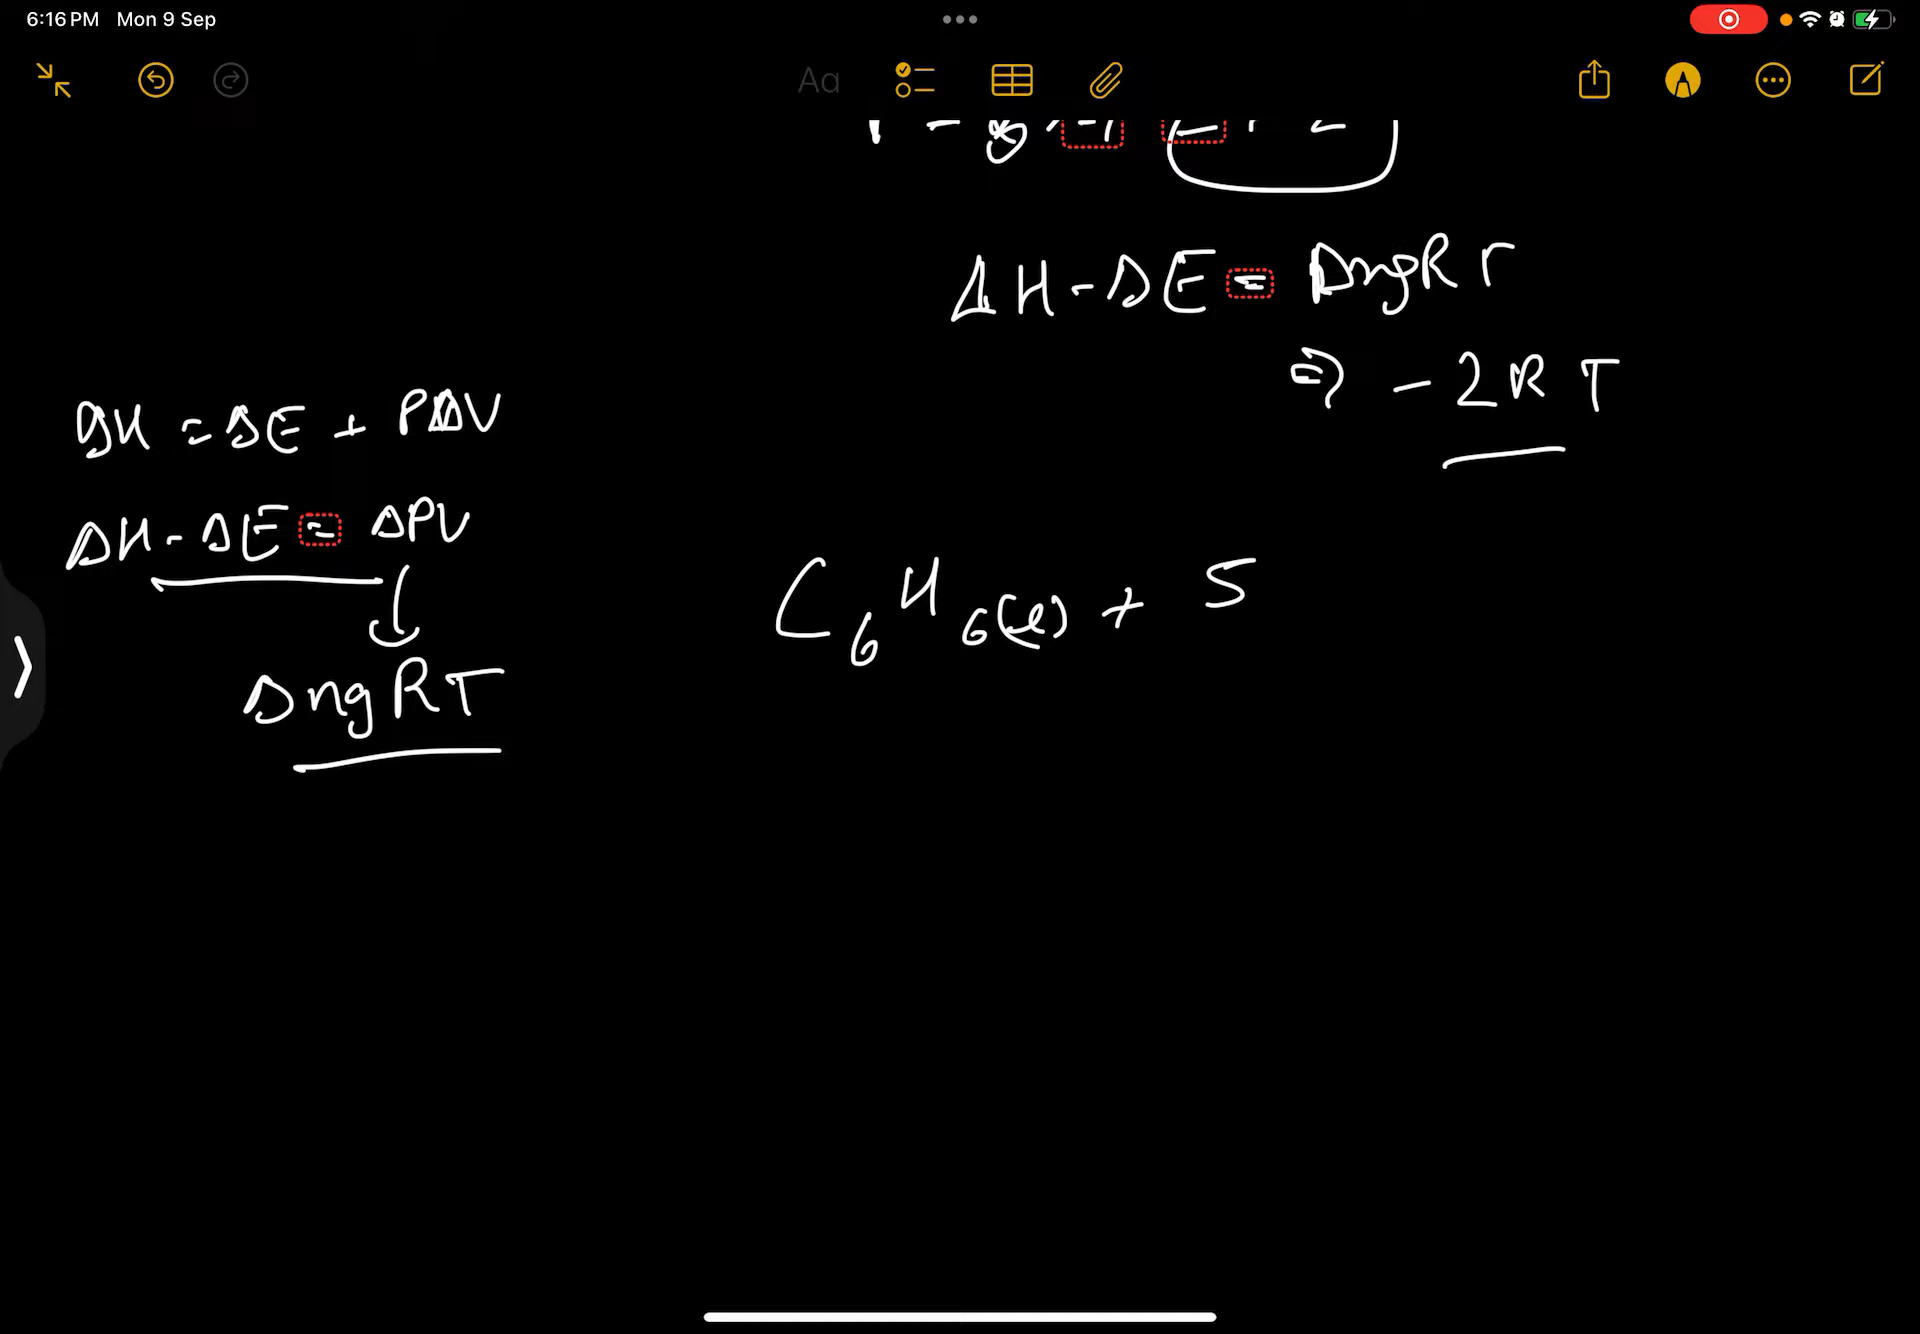 6:16 PM Mon 9 Sep
Aa
ΔH - ΔE = ΔngRT
⇒ -2RT
ΔH = ΔE + PΔV
ΔH - ΔE = ΔPV
ΔngRT
C6H6(l) + 5